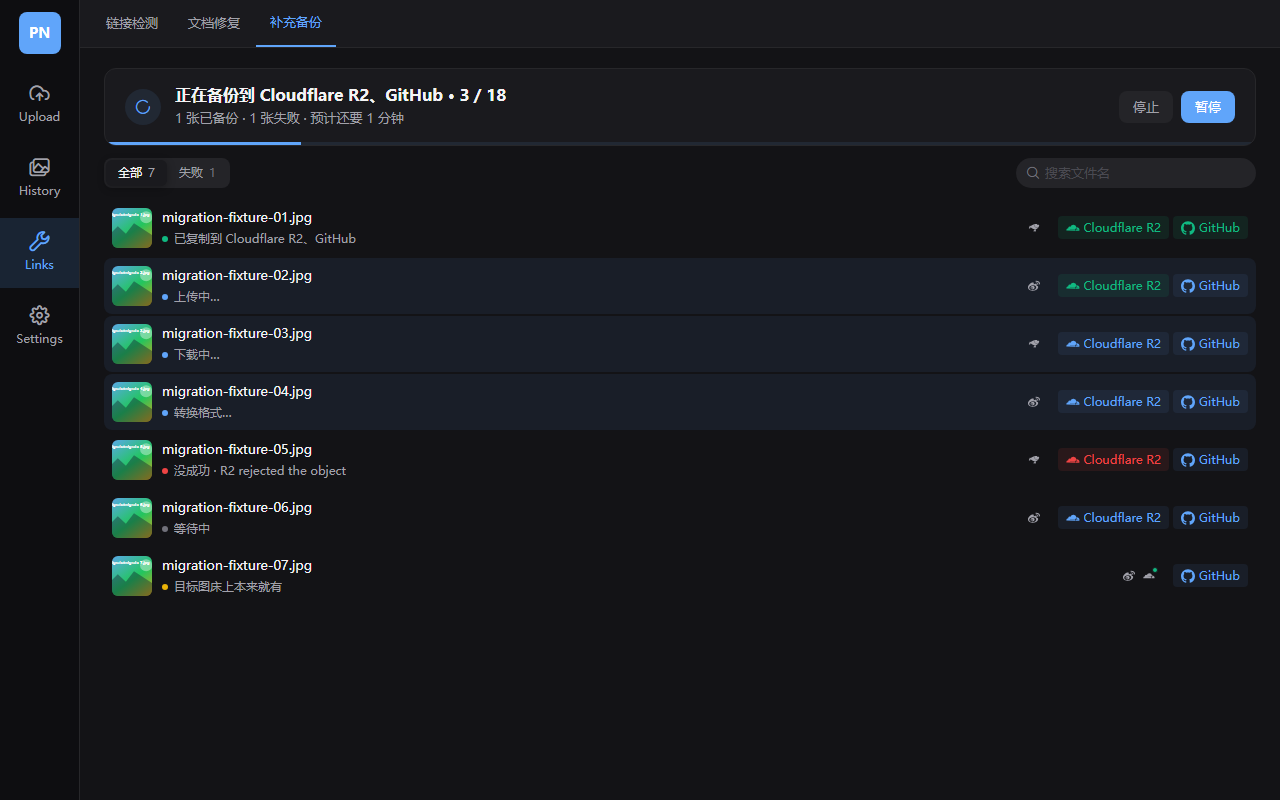 PN
Upload
History
Links
Settings
链接检测 文档修复 补充备份
正在备份到 Cloudflare R2、GitHub • 3 / 18
1 张已备份 · 1 张失败 · 预计还要 1 分钟
停止 暂停
全部 7 失败 1
搜索文件名
migration-fixture-01.jpg
已复制到 Cloudflare R2、GitHub
Cloudflare R2 GitHub
migration-fixture-02.jpg
上传中...
Cloudflare R2 GitHub
migration-fixture-03.jpg
下载中...
Cloudflare R2 GitHub
migration-fixture-04.jpg
转换格式...
Cloudflare R2 GitHub
migration-fixture-05.jpg
没成功 · R2 rejected the object
Cloudflare R2 GitHub
migration-fixture-06.jpg
等待中
Cloudflare R2 GitHub
migration-fixture-07.jpg
目标图床上本来就有
GitHub